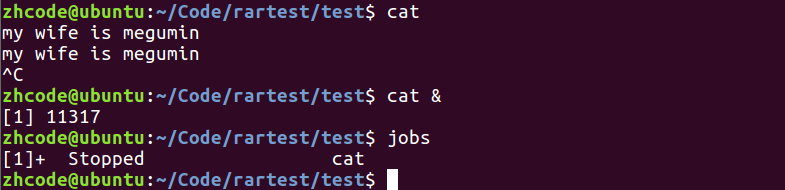 zhcode@ubuntu:~/Code/rartest/test$ cat
my wife is megumin
my wife is megumin
^C
zhcode@ubuntu:~/Code/rartest/test$ cat &
[1] 11317
zhcode@ubuntu:~/Code/rartest/test$ jobs
[1]+  Stopped                 cat
zhcode@ubuntu:~/Code/rartest/test$